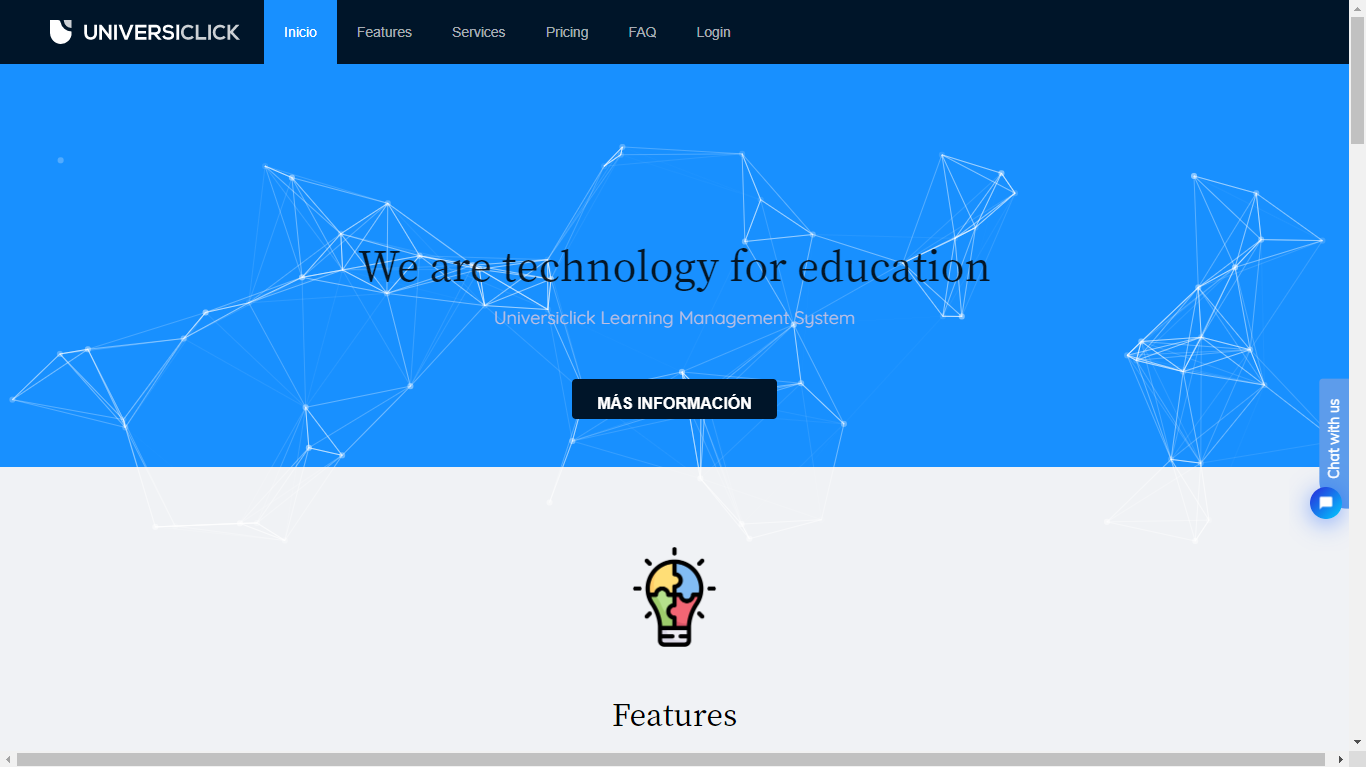 UNIVERSICLICK
Inicio
Features
Services
Pricing
FAQ
Login
We are technology for education
Universiclick Learning Management System
MÁS INFORMACIÓN
Chat with us
Features